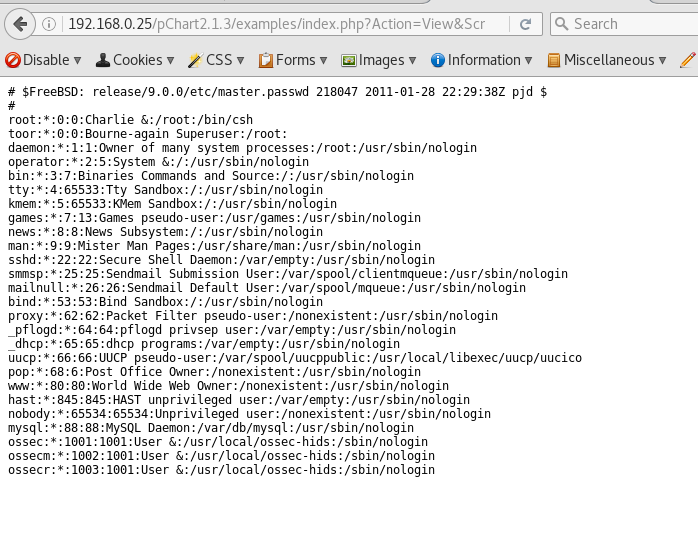 192.168.0.25/pChart2.1.3/examples/index.php?Action=View&Scr
Search
Disable Cookies CSS Forms Images Information Miscellaneous
# $FreeBSD: release/9.0.0/etc/master.passwd 218047 2011-01-28 22:29:38Z pjd $
#
root:*:0:0:Charlie &:/root:/bin/csh
toor:*:0:0:Bourne-again Superuser:/root:
daemon:*:1:1:Owner of many system processes:/root:/usr/sbin/nologin
operator:*:2:5:System &:/:/usr/sbin/nologin
bin:*:3:7:Binaries Commands and Source:/:/usr/sbin/nologin
tty:*:4:65533:Tty Sandbox:/:/usr/sbin/nologin
kmem:*:5:65533:KMem Sandbox:/:/usr/sbin/nologin
games:*:7:13:Games pseudo-user:/usr/games:/usr/sbin/nologin
news:*:8:8:News Subsystem:/:/usr/sbin/nologin
man:*:9:9:Mister Man Pages:/usr/share/man:/usr/sbin/nologin
sshd:*:22:22:Secure Shell Daemon:/var/empty:/usr/sbin/nologin
smmsp:*:25:25:Sendmail Submission User:/var/spool/clientmqueue:/usr/sbin/nologin
mailnull:*:26:26:Sendmail Default User:/var/spool/mqueue:/usr/sbin/nologin
bind:*:53:53:Bind Sandbox:/:/usr/sbin/nologin
proxy:*:62:62:Packet Filter pseudo-user:/nonexistent:/usr/sbin/nologin
_pflogd:*:64:64:pflogd privsep user:/var/empty:/usr/sbin/nologin
_dhcp:*:65:65:dhcp programs:/var/empty:/usr/sbin/nologin
uucp:*:66:66:UUCP pseudo-user:/var/spool/uucppublic:/usr/local/libexec/uucp/uucico
pop:*:68:6:Post Office Owner:/nonexistent:/usr/sbin/nologin
www:*:80:80:World Wide Web Owner:/nonexistent:/usr/sbin/nologin
hast:*:845:845:HAST unprivileged user:/var/empty:/usr/sbin/nologin
nobody:*:65534:65534:Unprivileged user:/nonexistent:/usr/sbin/nologin
mysql:*:88:88:MySQL Daemon:/var/db/mysql:/usr/sbin/nologin
ossec:*:1001:1001:User &:/usr/local/ossec-hids:/sbin/nologin
ossecm:*:1002:1001:User &:/usr/local/ossec-hids:/sbin/nologin
ossecr:*:1003:1001:User &:/usr/local/ossec-hids:/sbin/nologin